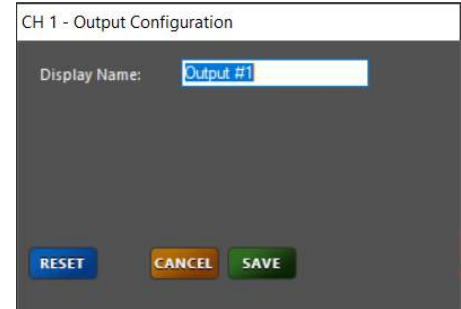 CH 1 - Output Configuration
Display Name: Output #1
RESET CANCEL SAVE